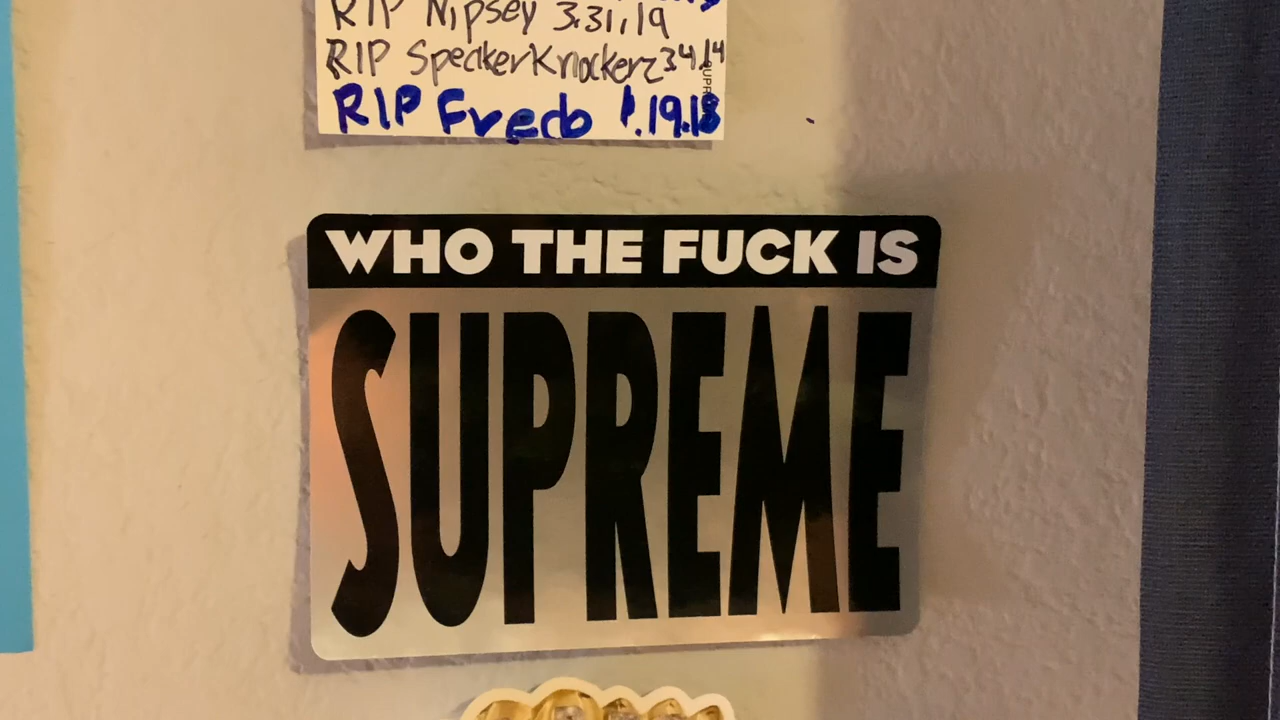 RIP Nipsey 3.31.19
RIP SpeakerKnockerz 3 4 14
RIP Fredo 1.19.18
WHO THE FUCK IS
SUPREME